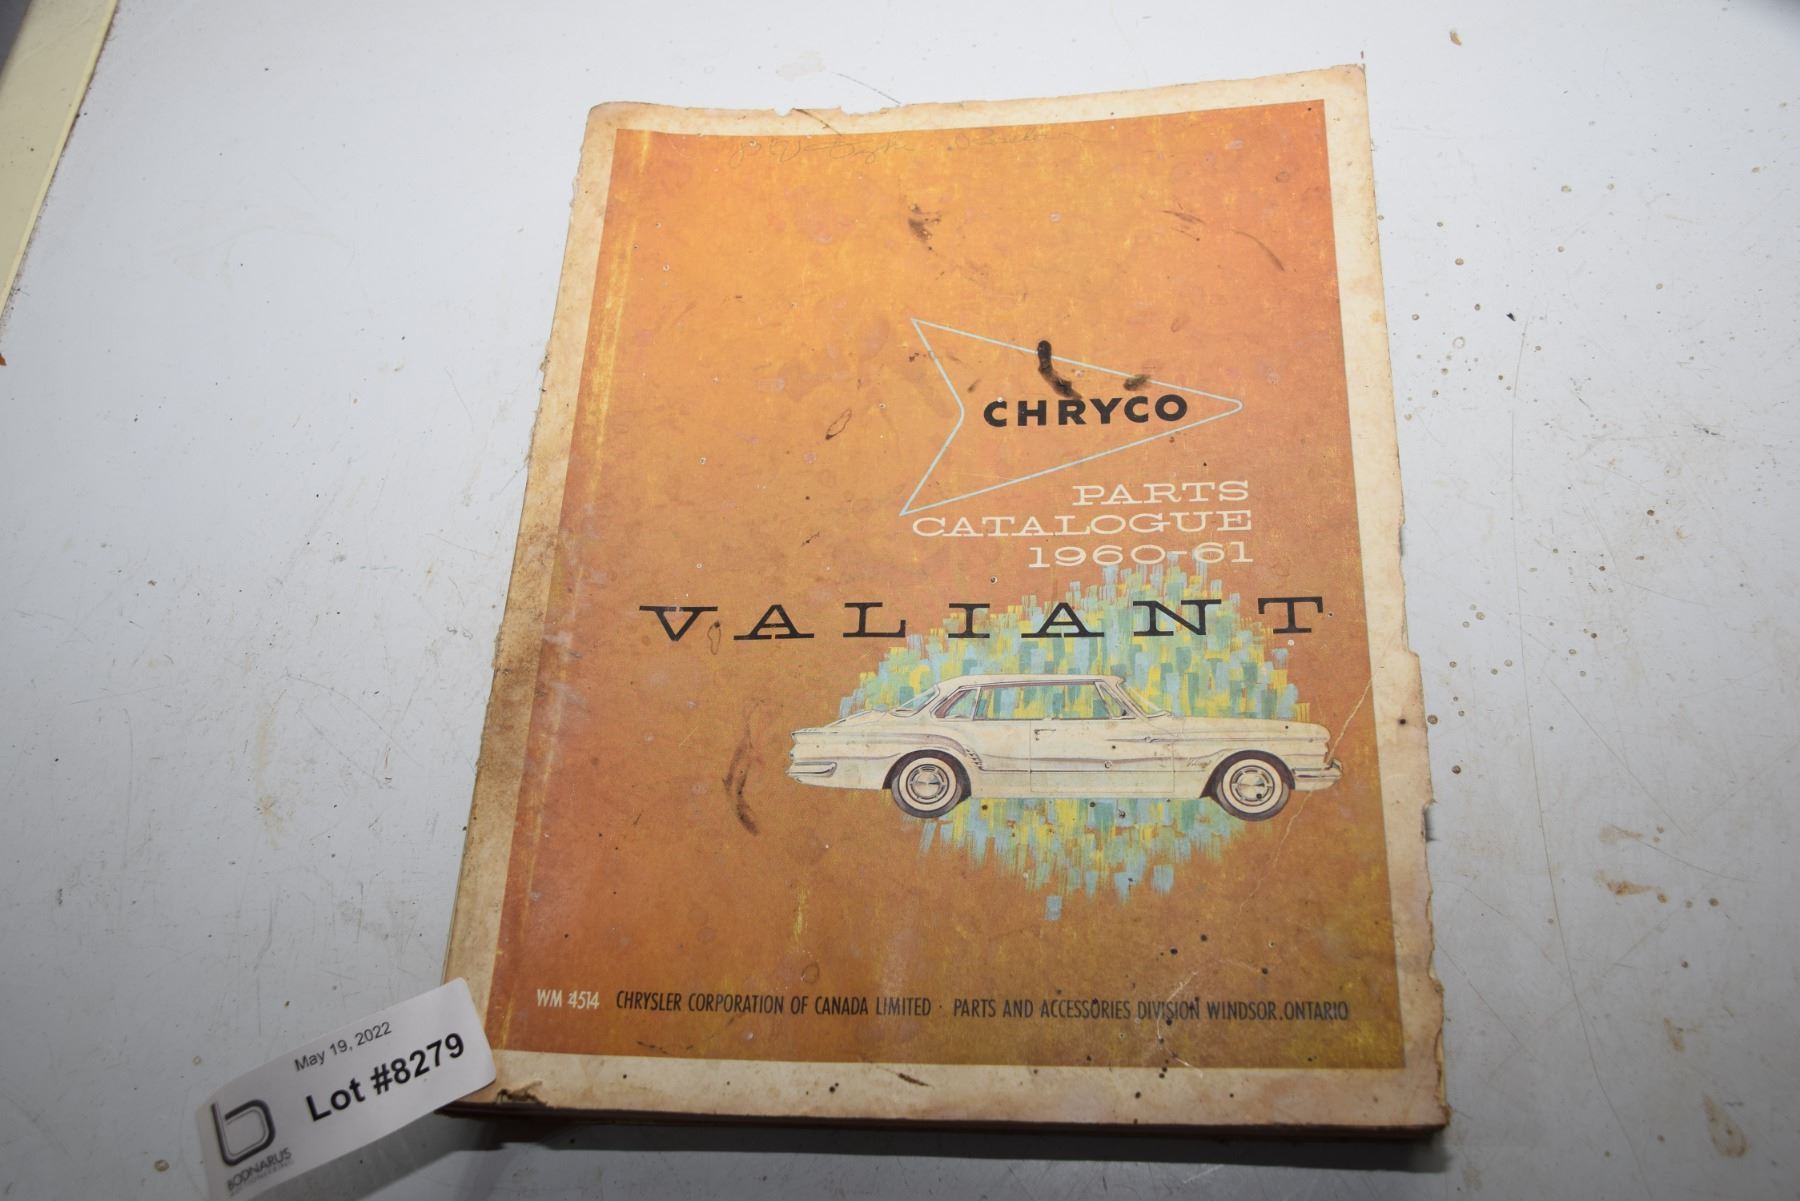 CHRYCO
PARTS
CATALOGUE
1960-61
VALIANT
WM 4514 CHRYSLER CORPORATION OF CANADA LIMITED · PARTS AND ACCESSORIES DIVISION WINDSOR, ONTARIO
May 19, 2022
Lot #8279
b
BODNARUS